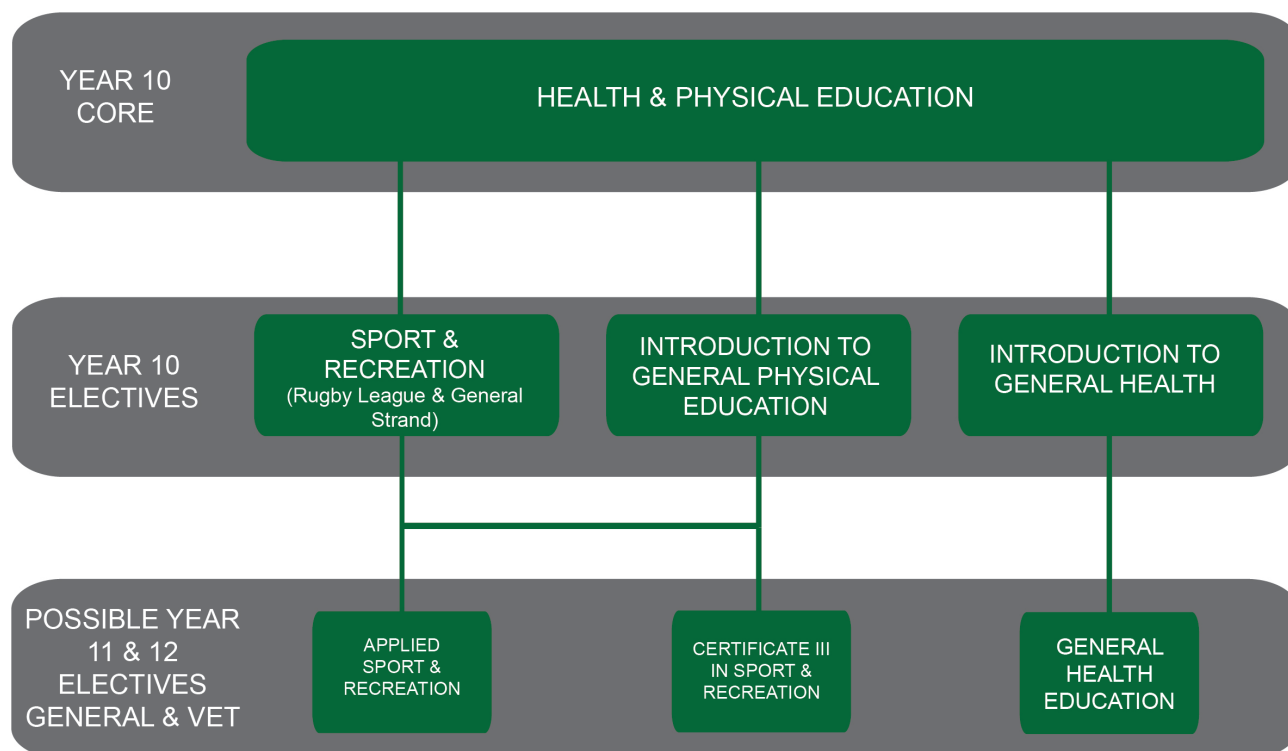 YEAR 10
CORE
HEALTH & PHYSICAL EDUCATION
YEAR 10
ELECTIVES
SPORT &
RECREATION
(Rugby League & General
Strand)
INTRODUCTION TO
GENERAL PHYSICAL
EDUCATION
INTRODUCTION TO
GENERAL HEALTH
POSSIBLE YEAR
11 & 12
ELECTIVES
GENERAL & VET
APPLIED
SPORT &
RECREATION
CERTIFICATE III
IN SPORT &
RECREATION
GENERAL
HEALTH
EDUCATION